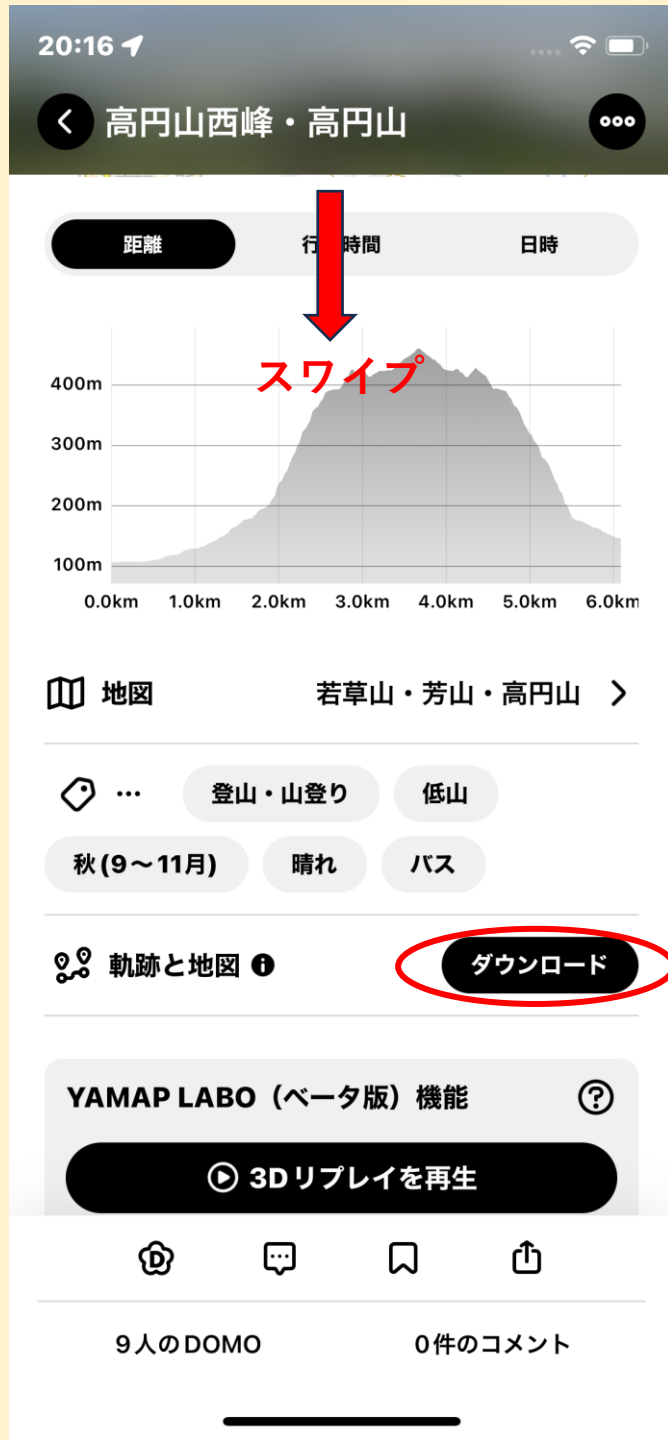 20:16
高円山西峰・高円山
距離
行 時間
日時
スワイプ
400m
300m
200m
100m
0.0km 1.0km 2.0km 3.0km 4.0km 5.0km 6.0km
地図 若草山・芳山・高円山
… 登山・山登り 低山
秋(9〜11月) 晴れ バス
軌跡と地図 ダウンロード
YAMAP LABO（ベータ版）機能 ?
3Dリプレイを再生
D
9人のDOMO 0件のコメント